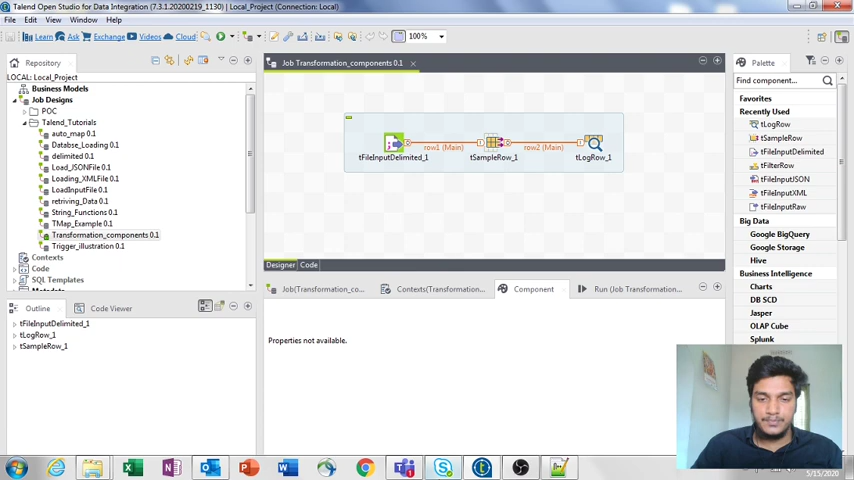 Talend Open Studio for Data Integration (7.3.1.20200219_1130) | Local_Project (Connection: Local)
File Edit View Window Help
Learn Ask Exchange Videos Cloud 100%
Repository
LOCAL: Local_Project
Business Models
Job Designs
POC
Talend_Tutorials
auto_map 0.1
Databse_Loading 0.1
delimited 0.1
Load_JSONFile 0.1
Loading_XMLFile 0.1
LoadInputFile 0.1
retriving_Data 0.1
String_Functions 0.1
TMap_Example 0.1
Transformation_components 0.1
Trigger_illustration 0.1
Contexts
Code
SQL Templates
Outline Code Viewer
tFileInputDelimited_1
tLogRow_1
tSampleRow_1
Job Transformation_components 0.1
row1 (Main) row2 (Main)
tFileInputDelimited_1 tSampleRow_1 tLogRow_1
Designer Code
Job(Transformation_co... Contexts(Transformation... Component Run (Job Transformation...
Properties not available.
Palette
Find component...
Favorites
Recently Used
tLogRow
tSampleRow
tFileInputDelimited
tFilterRow
tFileInputJSON
tFileInputXML
tFileInputRaw
Big Data
Google BigQuery
Google Storage
Hive
Business Intelligence
Charts
DB SCD
Jasper
OLAP Cube
Splunk
5/15/2020